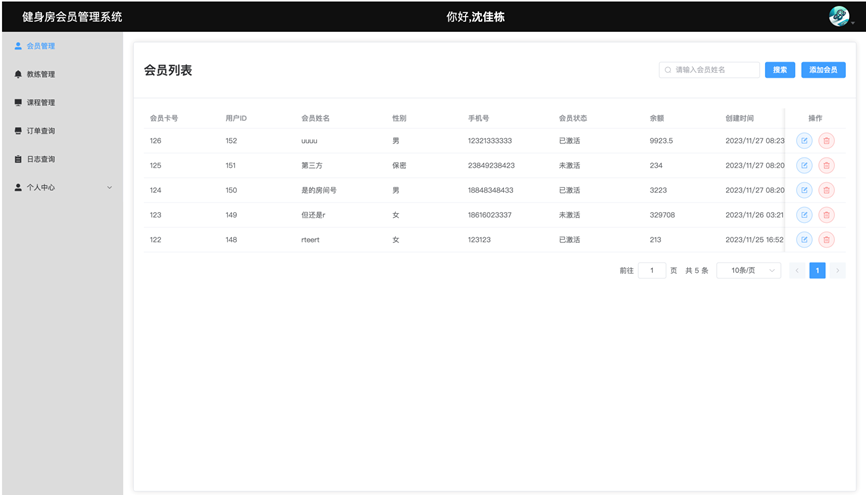 健身房会员管理系统 你好,沈佳栋
会员管理
教练管理
课程管理
订单查询
日志查询
个人中心
会员列表 请输入会员姓名 搜索 添加会员
会员卡号 用户ID 会员姓名 性别 手机号 会员状态 余额 创建时间 操作
126 152 uuuu 男 12321333333 已激活 9923.5 2023/11/27 08:23
125 151 第三方 保密 23849238423 未激活 234 2023/11/27 08:20
124 150 是的房间号 男 18848348433 已激活 3223 2023/11/27 08:20
123 149 但还是r 女 18616023337 未激活 329708 2023/11/26 03:21
122 148 rteert 女 123123 已激活 213 2023/11/25 16:52
前往 1 页 共 5 条 10条/页 1